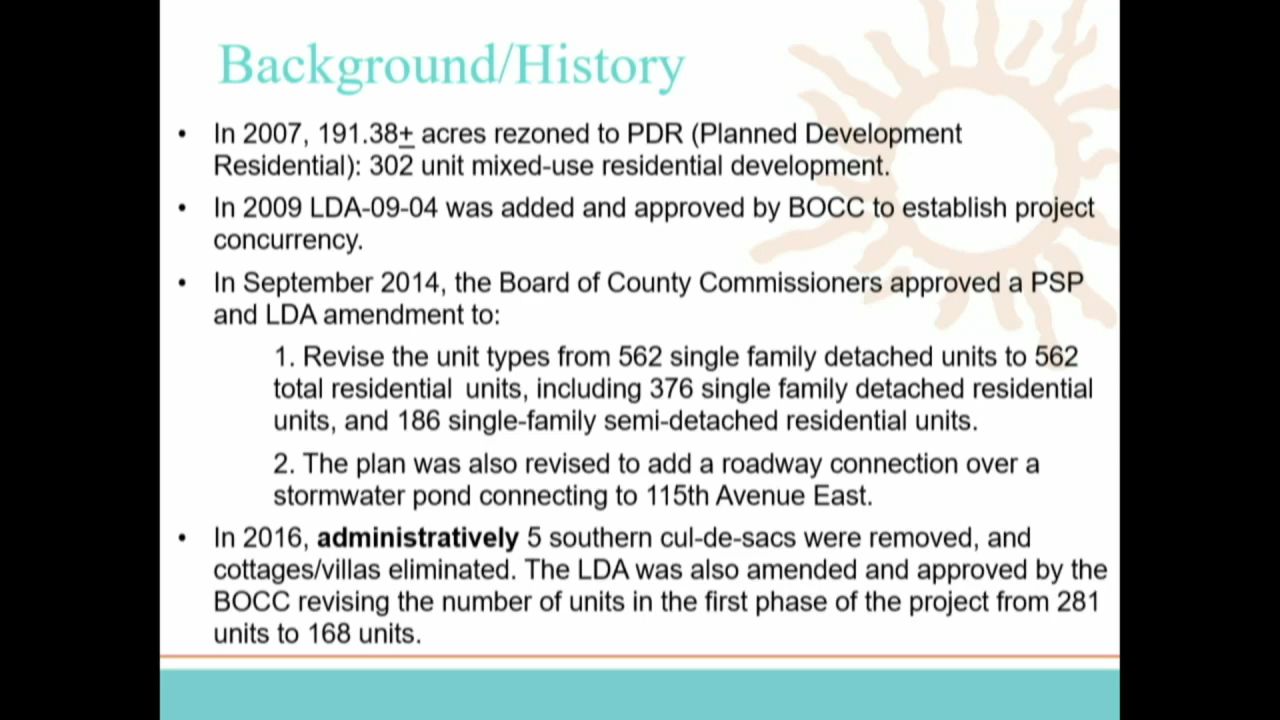 Background/History
• In 2007, 191.38± acres rezoned to PDR (Planned Development
Residential): 302 unit mixed-use residential development.
• In 2009 LDA-09-04 was added and approved by BOCC to establish project
concurrency.
• In September 2014, the Board of County Commissioners approved a PSP
and LDA amendment to:
1. Revise the unit types from 562 single family detached units to 562
total residential units, including 376 single family detached residential
units, and 186 single-family semi-detached residential units.
2. The plan was also revised to add a roadway connection over a
stormwater pond connecting to 115th Avenue East.
• In 2016, administratively 5 southern cul-de-sacs were removed, and
cottages/villas eliminated. The LDA was also amended and approved by the
BOCC revising the number of units in the first phase of the project from 281
units to 168 units.